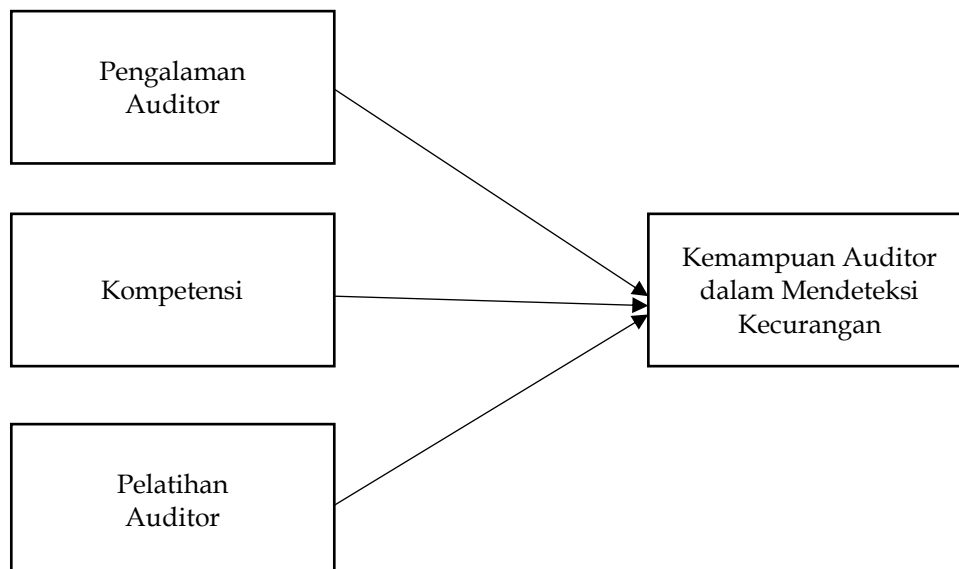 Pengalaman
Auditor
Kompetensi
Kemampuan Auditor
dalam Mendeteksi
Kecurangan
Pelatihan
Auditor